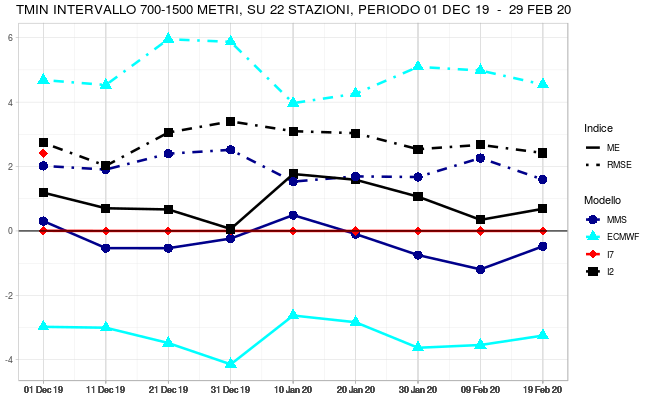 TMIN INTERVALLO 700-1500 METRI, SU 22 STAZIONI, PERIODO 01 DEC 19 - 29 FEB 20
6
4
2
0
-2
-4
01 Dec 19 11 Dec 19 21 Dec 19 31 Dec 19 10 Jan 20 20 Jan 20 30 Jan 20 09 Feb 20 19 Feb 20
Indice
ME
RMSE
Modello
MMS
ECMWF
I7
I2